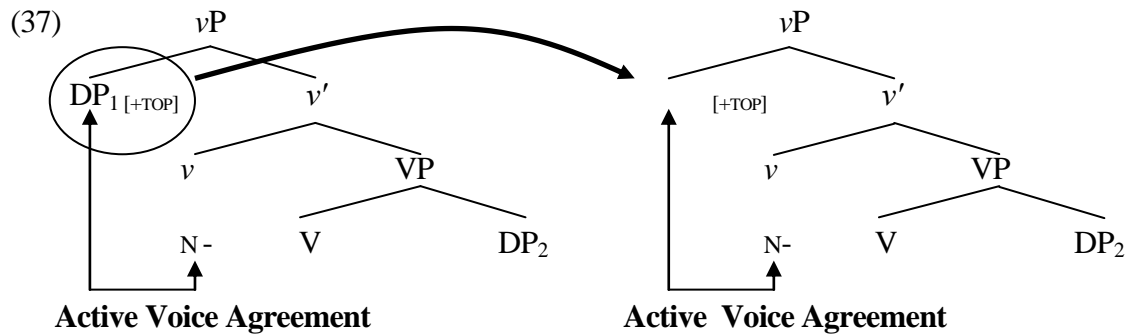 (37) vP vP
DP1 [+TOP] v′ [+TOP] v′
v VP v VP
N- V DP2 N- V DP2
Active Voice Agreement Active Voice Agreement